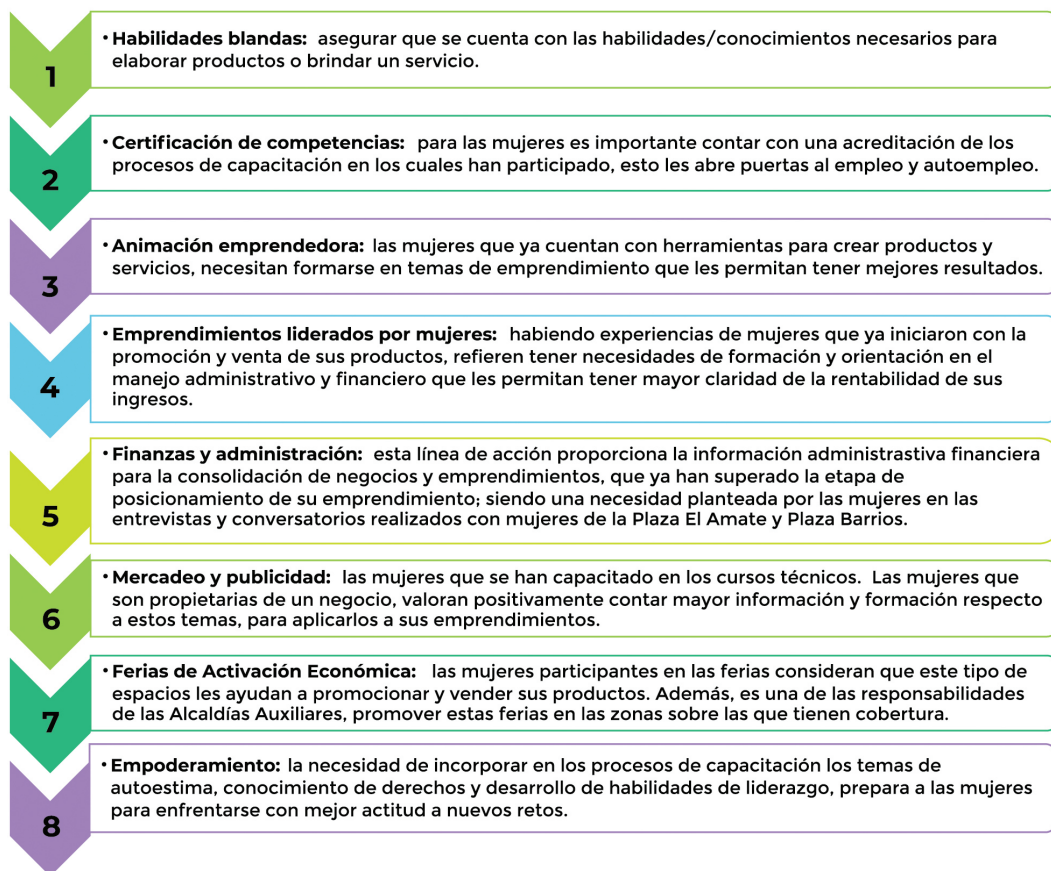 1
• Habilidades blandas: asegurar que se cuenta con las habilidades/conocimientos necesarios para
elaborar productos o brindar un servicio.
2
• Certificación de competencias: para las mujeres es importante contar con una acreditación de los
procesos de capacitación en los cuales han participado, esto les abre puertas al empleo y autoempleo.
3
• Animación emprendedora: las mujeres que ya cuentan con herramientas para crear productos y
servicios, necesitan formarse en temas de emprendimiento que les permitan tener mejores resultados.
4
• Emprendimientos liderados por mujeres: habiendo experiencias de mujeres que ya iniciaron con la
promoción y venta de sus productos, refieren tener necesidades de formación y orientación en el
manejo administrativo y financiero que les permitan tener mayor claridad de la rentabilidad de sus
ingresos.
5
• Finanzas y administración: esta línea de acción proporciona la información administrastiva financiera
para la consolidación de negocios y emprendimientos, que ya han superado la etapa de
posicionamiento de su emprendimiento; siendo una necesidad planteada por las mujeres en las
entrevistas y conversatorios realizados con mujeres de la Plaza El Amate y Plaza Barrios.
6
• Mercadeo y publicidad: las mujeres que se han capacitado en los cursos técnicos. Las mujeres que
son propietarias de un negocio, valoran positivamente contar mayor información y formación respecto
a estos temas, para aplicarlos a sus emprendimientos.
7
• Ferias de Activación Económica: las mujeres participantes en las ferias consideran que este tipo de
espacios les ayudan a promocionar y vender sus productos. Además, es una de las responsabilidades
de las Alcaldías Auxiliares, promover estas ferias en las zonas sobre las que tienen cobertura.
8
• Empoderamiento: la necesidad de incorporar en los procesos de capacitación los temas de
autoestima, conocimiento de derechos y desarrollo de habilidades de liderazgo, prepara a las mujeres
para enfrentarse con mejor actitud a nuevos retos.